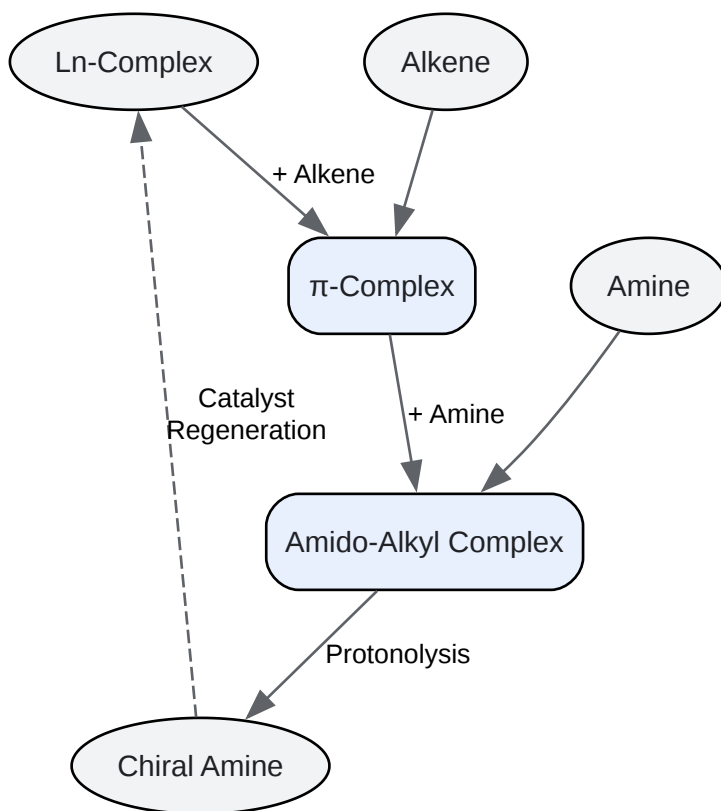 Ln-Complex
Alkene
+ Alkene
π-Complex
Amine
Catalyst
Regeneration
+ Amine
Amido-Alkyl Complex
Protonolysis
Chiral Amine